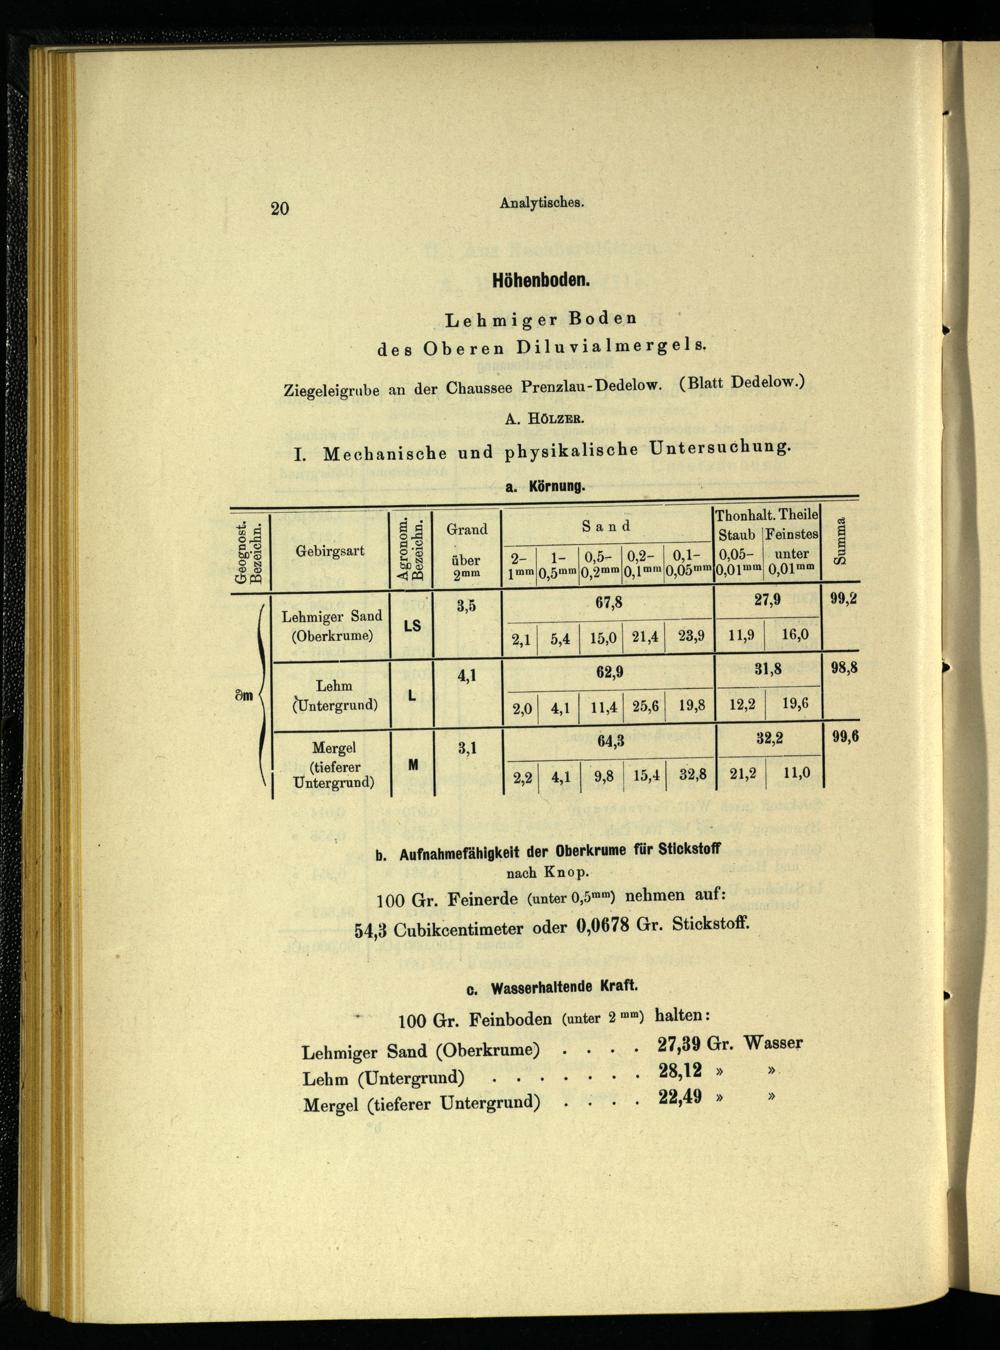 20
Analytisches.
Höhenboden.
Lehmiger Boden
des Oberen Diluvialmergels.
Ziegeleigrube an der Chaussee Prenzlau-Dedelow. (Blatt Dedelow.)
A. HÖLZER.
I. Mechanische und physikalische Untersuchung.
a. Körnung.
Geognost. Bezeichn. | Gebirgsart | Agronom. Bezeichn. | Grand über 2mm | Sand | Thonhalt. Theile | Summa
Staub | Feinstes
2–1mm | 1–0,5mm | 0,5–0,2mm | 0,2–0,1mm | 0,1–0,05mm | 0,05–0,01mm | unter 0,01mm
∂m
Lehmiger Sand (Oberkrume) | LS | 3,5 | 67,8 | 27,9 | 99,2
2,1 | 5,4 | 15,0 | 21,4 | 23,9 | 11,9 | 16,0
Lehm (Untergrund) | L | 4,1 | 62,9 | 31,8 | 98,8
2,0 | 4,1 | 11,4 | 25,6 | 19,8 | 12,2 | 19,6
Mergel (tieferer Untergrund) | M | 3,1 | 64,3 | 32,2 | 99,6
2,2 | 4,1 | 9,8 | 15,4 | 32,8 | 21,2 | 11,0
b. Aufnahmefähigkeit der Oberkrume für Stickstoff
nach Knop.
100 Gr. Feinerde (unter 0,5mm) nehmen auf:
54,3 Cubikcentimeter oder 0,0678 Gr. Stickstoff.
c. Wasserhaltende Kraft.
100 Gr. Feinboden (unter 2 mm) halten:
Lehmiger Sand (Oberkrume) . . . . 27,39 Gr. Wasser
Lehm (Untergrund) . . . . . . . 28,12 » »
Mergel (tieferer Untergrund) . . . . 22,49 » »